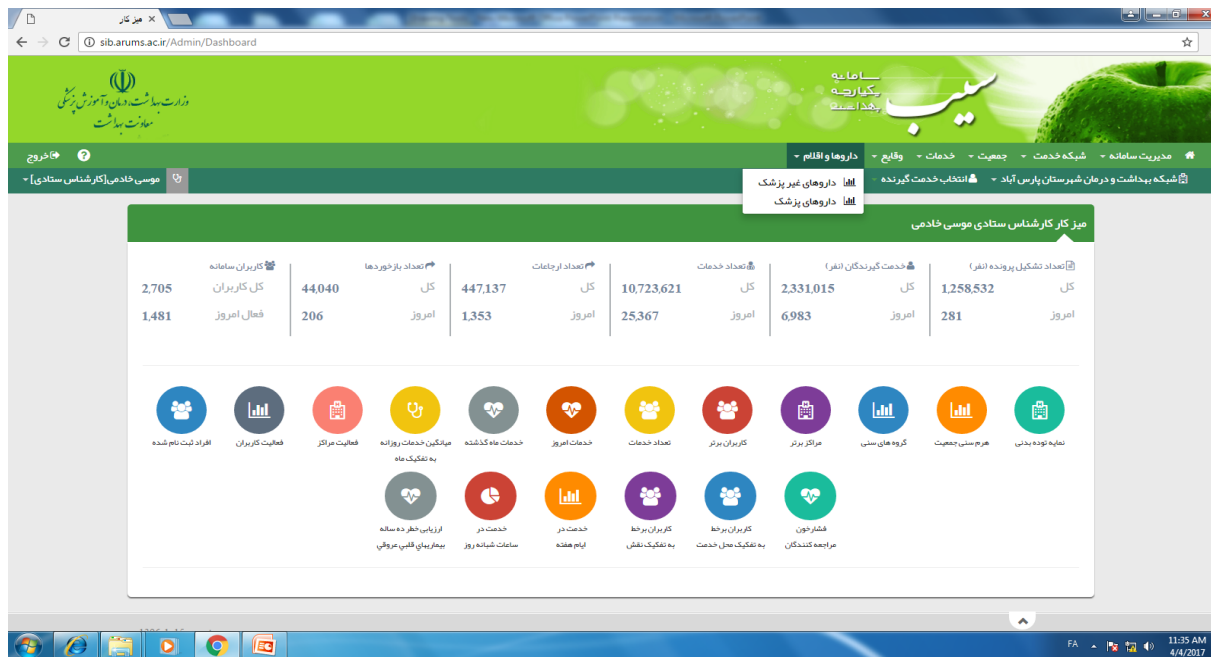 میز کار
sib.arums.ac.ir/Admin/Dashboard
سامانه
یکپارچه
بهداشت
سیب
وزارت بهداشت، درمان و آموزش پزشکی
معاونت بهداشت
مدیریت سامانه شبکه خدمت جمعیت خدمات وقایع داروها و اقلام
خروج
شبکه بهداشت و درمان شهرستان پارس آباد انتخاب خدمت گیرنده
موسی خادمی[کارشناس ستادی]
داروهای غیر پزشک
داروهای پزشک
میز کار کارشناس ستادی موسی خادمی
تعداد تشکیل پرونده (نفر) خدمت گیرندگان (نفر) تعداد خدمات تعداد ارجاعات تعداد بازخوردها کاربران سامانه
کل 1,258,532 کل 2,331,015 کل 10,723,621 کل 447,137 کل 44,040 کل کاربران 2,705
امروز 281 امروز 6,983 امروز 25,367 امروز 1,353 امروز 206 فعال امروز 1,481
نمایه توده بدنی هرم سنی جمعیت گروه های سنی مراکز برتر کاربران برتر تعداد خدمات خدمات امروز خدمات ماه گذشته میانگین خدمات روزانه فعالیت مراکز فعالیت کاربران افراد ثبت نام شده
به تفکیک ماه
فشارخون کاربران برخط کاربران برخط خدمت در خدمت در ارزیابی خطر ده ساله
مراجعه کنندگان به تفکیک محل خدمت به تفکیک نقش ایام هفته ساعات شبانه روز بیماریهای قلبی عروقی
FA
11:35 AM
4/4/2017